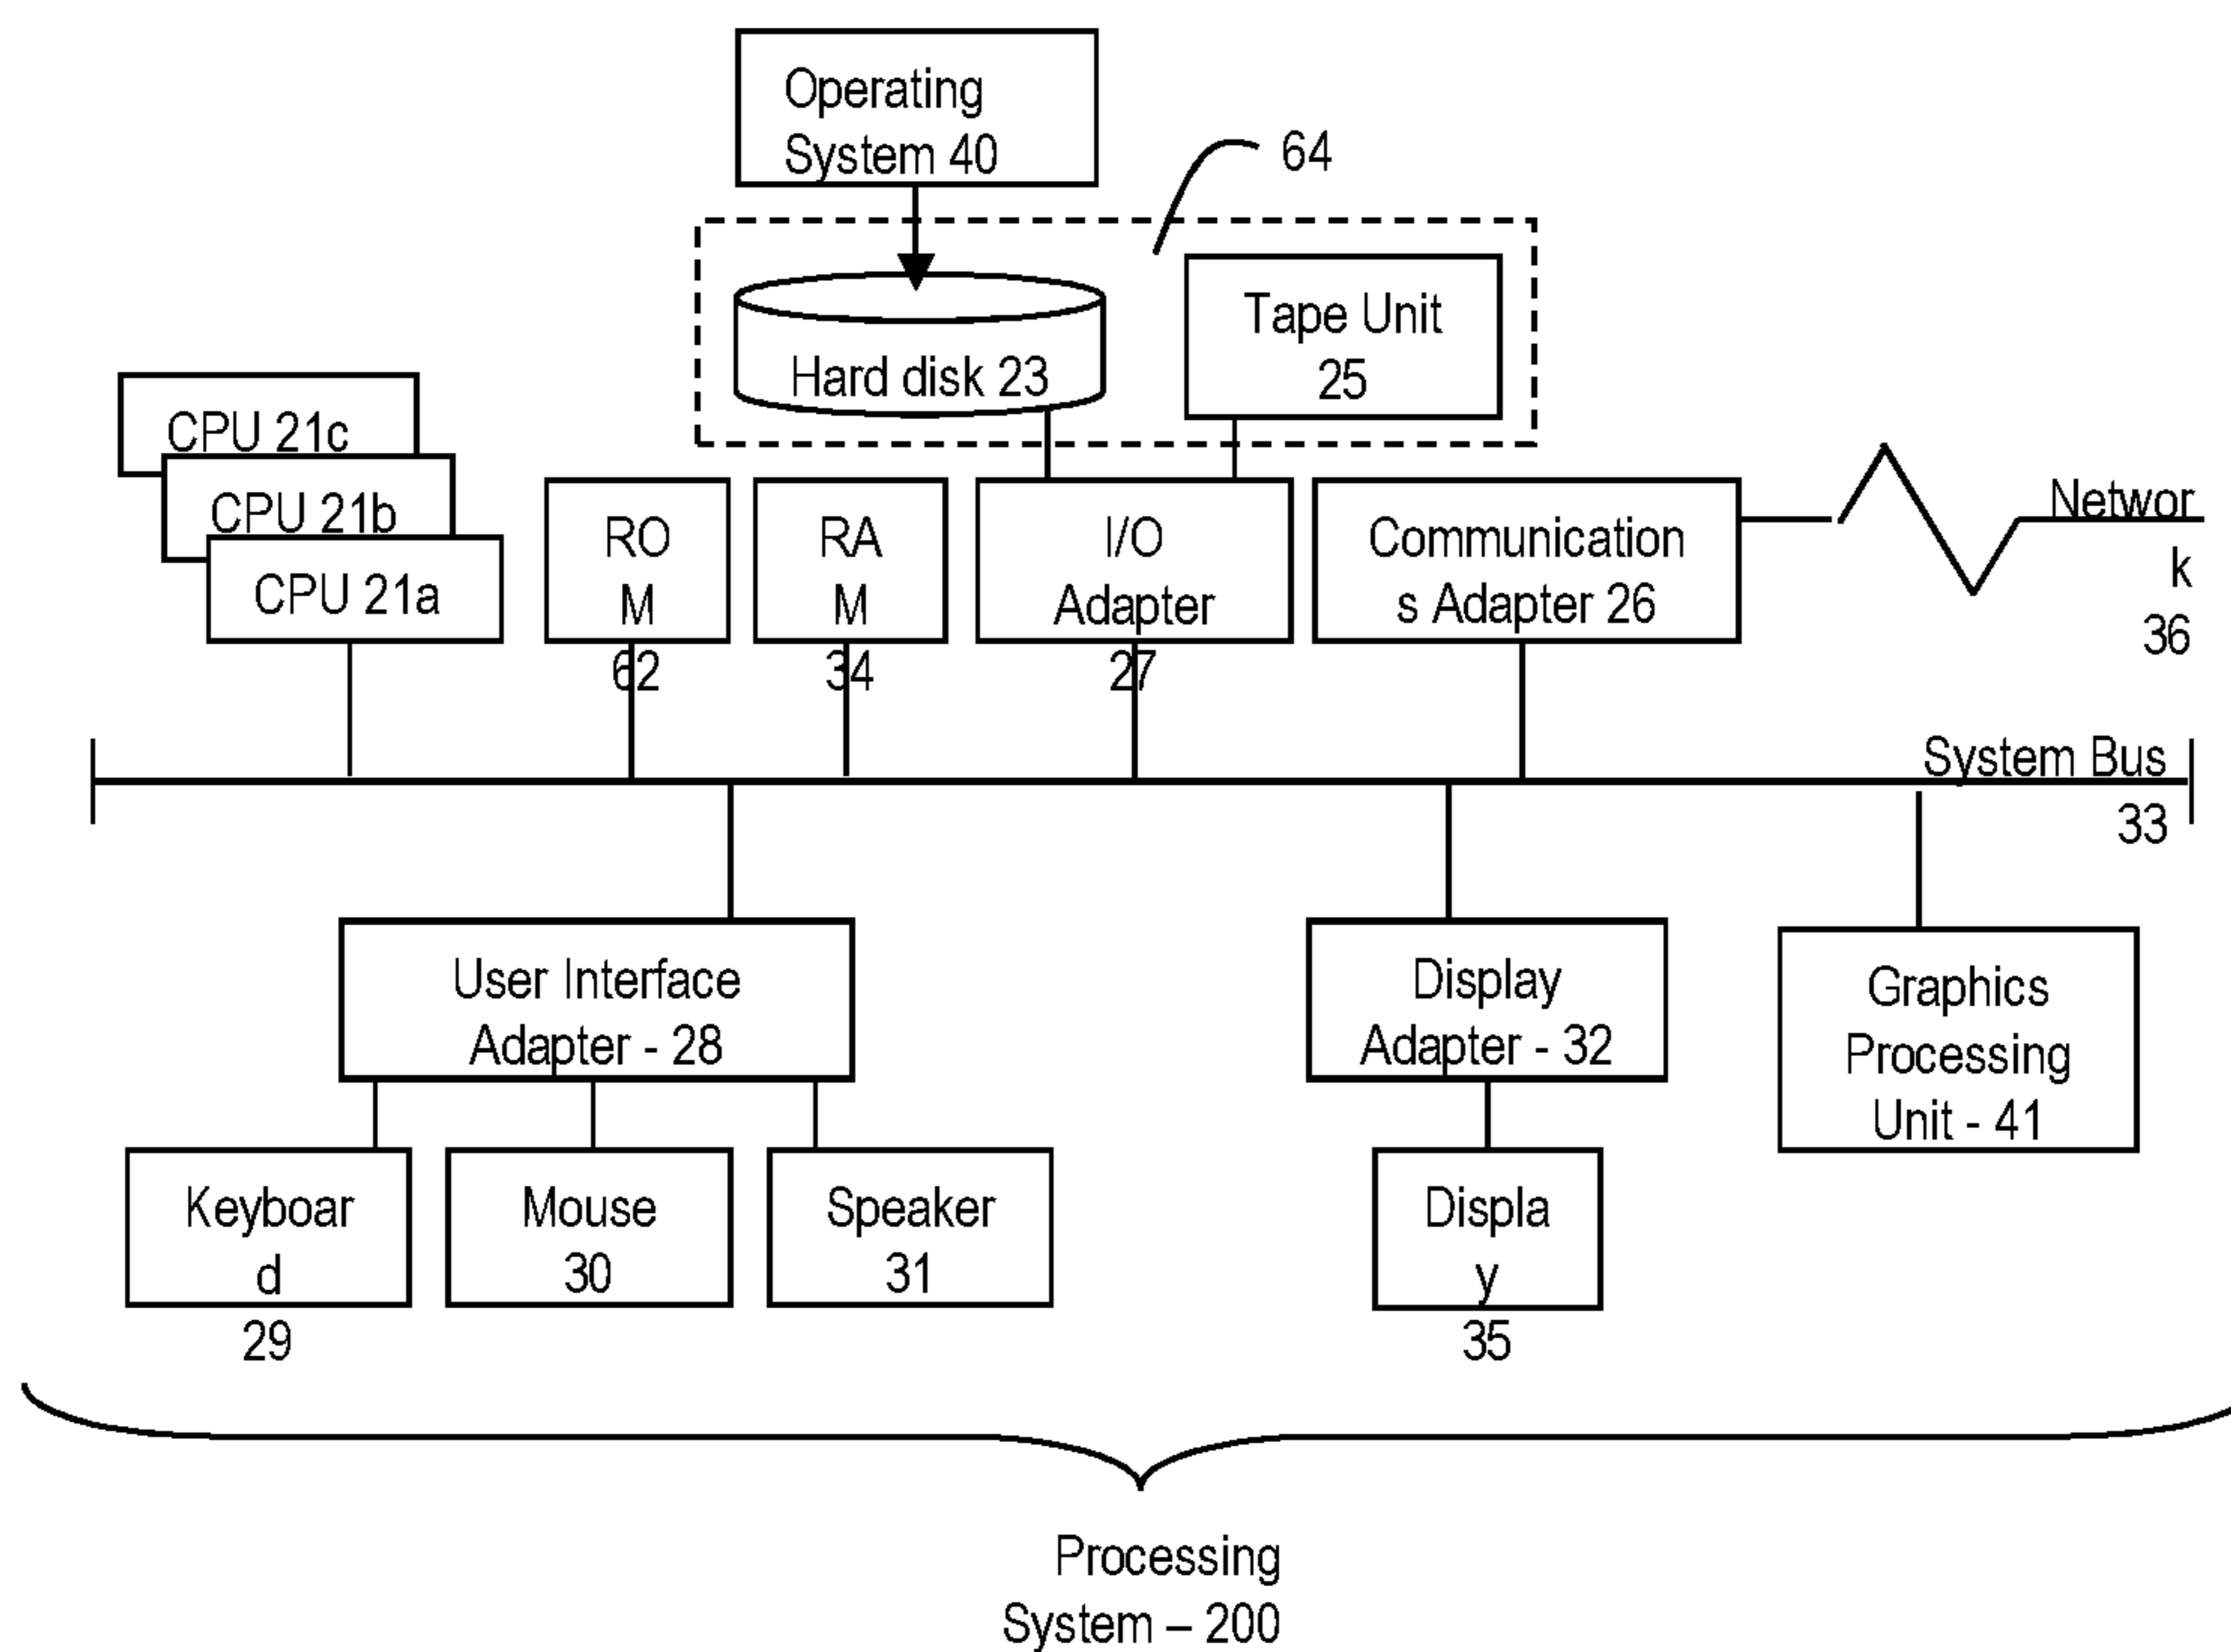 Operating
System 40
64
Hard disk 23
Tape Unit
25
CPU 21c
CPU 21b
CPU 21a
RO
M
62
RA
M
34
I/O
Adapter
27
Communication
s Adapter 26
Networ
k
36
System Bus
33
User Interface
Adapter - 28
Display
Adapter - 32
Graphics
Processing
Unit - 41
Keyboar
d
29
Mouse
30
Speaker
31
Displa
y
35
Processing
System – 200